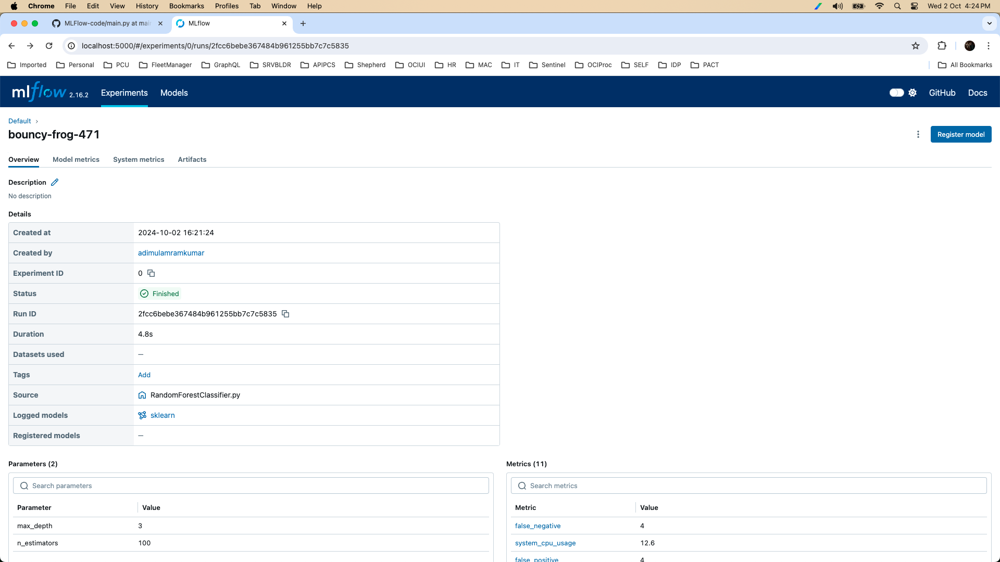 Chrome File Edit View History Bookmarks Profiles Tab Window Help Wed 2 Oct 4:24 PM
MLFlow-code/main.py at mai MLflow
localhost:5000/#/experiments/0/runs/2fcc6bebe367484b961255bb7c7c5835
Imported Personal PCU FleetManager GraphQL SRVBLDR APIPCS Shepherd OCIUI HR MAC IT Sentinel OCIProc SELF IDP PACT All Bookmarks
mlflow 2.16.2 Experiments Models GitHub Docs
Default ›
bouncy-frog-471
Register model
Overview Model metrics System metrics Artifacts
Description
No description
Details
Created at 2024-10-02 16:21:24
Created by adimulamramkumar
Experiment ID 0
Status Finished
Run ID 2fcc6bebe367484b961255bb7c7c5835
Duration 4.8s
Datasets used —
Tags Add
Source RandomForestClassifier.py
Logged models sklearn
Registered models —
Parameters (2) Metrics (11)
Search parameters Search metrics
Parameter Value Metric Value
max_depth 3 false_negative 4
n_estimators 100 system_cpu_usage 12.6
false_positive 4